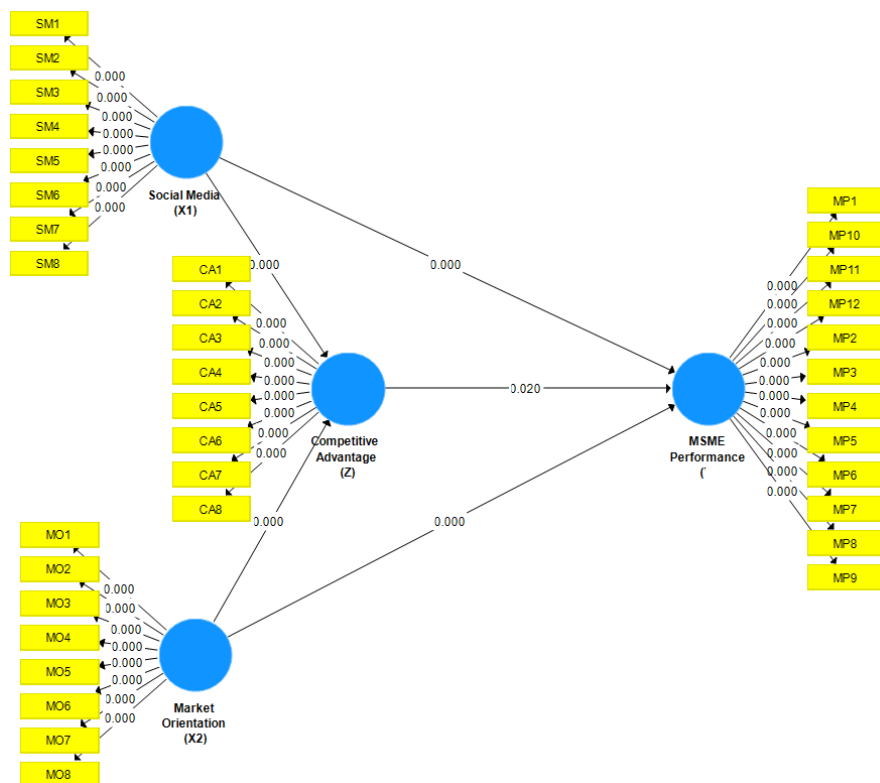 SM1
SM2
SM3
SM4
SM5
SM6
SM7
SM8
0.000
0.000
0.000
0.000
0.000
0.000
0.000
0.000
Social Media
(X1)
0.000
0.000
CA1
CA2
CA3
CA4
CA5
CA6
CA7
CA8
0.000
0.000
0.000
0.000
0.000
0.000
0.000
0.000
Competitive
Advantage
(Z)
0.020
MP1
MP10
MP11
MP12
MP2
MP3
MP4
MP5
MP6
MP7
MP8
MP9
0.000
0.000
0.000
0.000
0.000
0.000
0.000
0.000
0.000
0.000
0.000
0.000
MSME
Performance
(
0.000
0.000
MO1
MO2
MO3
MO4
MO5
MO6
MO7
MO8
0.000
0.000
0.000
0.000
0.000
0.000
0.000
0.000
Market
Orientation
(X2)